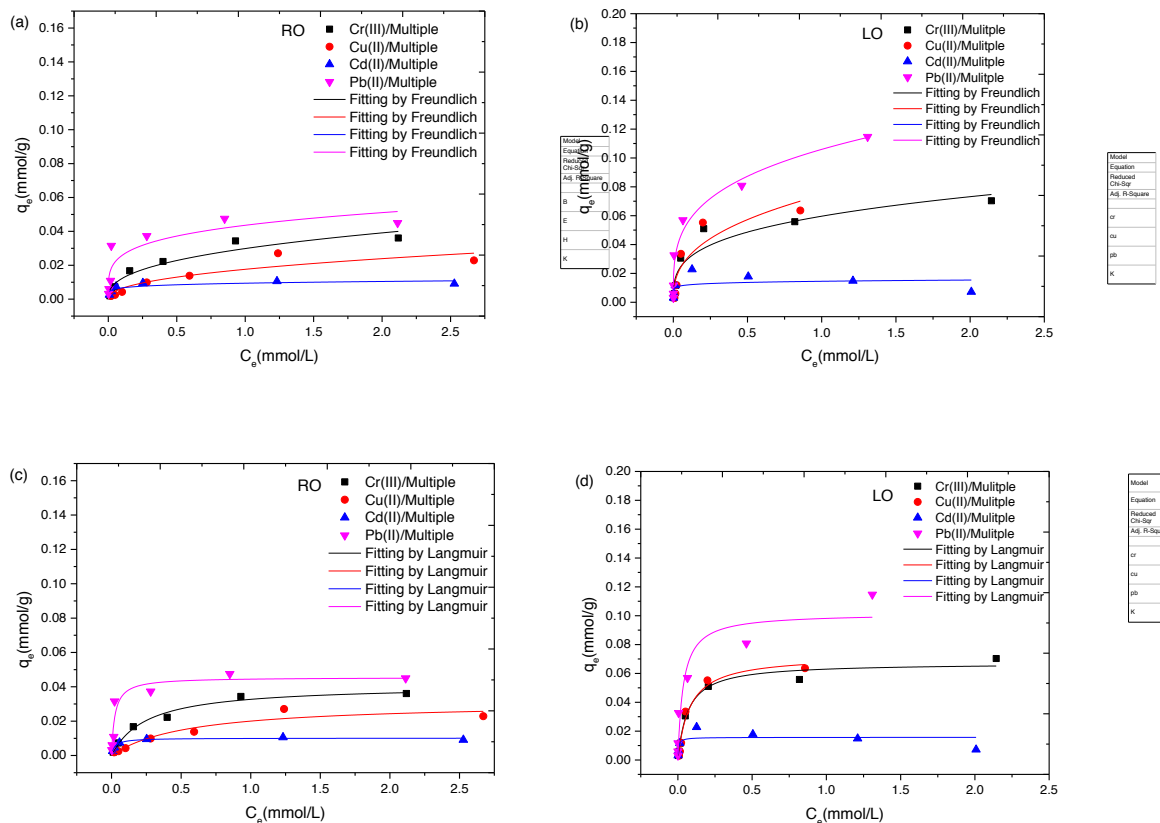 (a)
RO
Cr(III)/Multiple
Cu(II)/Multiple
Cd(II)/Multiple
Pb(II)/Multiple
Fitting by Freundlich
Fitting by Freundlich
Fitting by Freundlich
Fitting by Freundlich
0.16
0.14
0.12
0.10
0.08
0.06
0.04
0.02
0.00
qe(mmol/g)
0.0 0.5 1.0 1.5 2.0 2.5
Ce(mmol/L)
Model
Reduced
Chi-Sqr
Adj. R-Square
B
E
H
K
(b)
LO
Cr(III)/Mulitple
Cu(II)/Mulitple
Cd(II)/Mulitple
Pb(II)/Mulitple
Fitting by Freundlich
Fitting by Freundlich
Fitting by Freundlich
Fitting by Freundlich
0.20
0.18
0.16
0.14
0.12
0.10
0.08
0.06
0.04
0.02
0.00
qe(mmol/g)
0.0 0.5 1.0 1.5 2.0 2.5
Ce(mmol/L)
Model
Equation
Reduced
Chi-Sqr
Adj. R-Square
cr
cu
pb
K
(c)
RO
Cr(III)/Multiple
Cu(II)/Multiple
Cd(II)/Multiple
Pb(II)/Multiple
Fitting by Langmuir
Fitting by Langmuir
Fitting by Langmuir
Fitting by Langmuir
0.16
0.14
0.12
0.10
0.08
0.06
0.04
0.02
0.00
qe(mmol/g)
0.0 0.5 1.0 1.5 2.0 2.5
Ce(mmol/L)
(d)
LO
Cr(III)/Mulitple
Cu(II)/Mulitple
Cd(II)/Mulitple
Pb(II)/Mulitple
Fitting by Langmuir
Fitting by Langmuir
Fitting by Langmuir
Fitting by Langmuir
0.20
0.18
0.16
0.14
0.12
0.10
0.08
0.06
0.04
0.02
0.00
qe(mmol/g)
0.0 0.5 1.0 1.5 2.0 2.5
Ce(mmol/L)
Model
Equation
Reduced
Chi-Sqr
Adj. R-Squ
cr
cu
pb
K